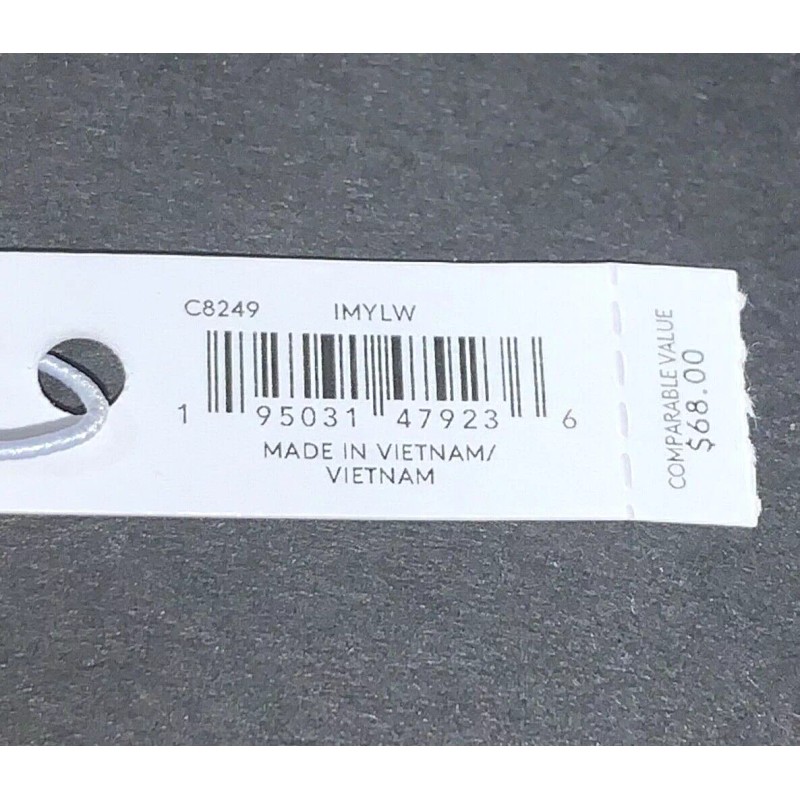 C8249 IMYLW
1 95031 47923 6
MADE IN VIETNAM/
VIETNAM
COMPARABLE VALUE
$68.00